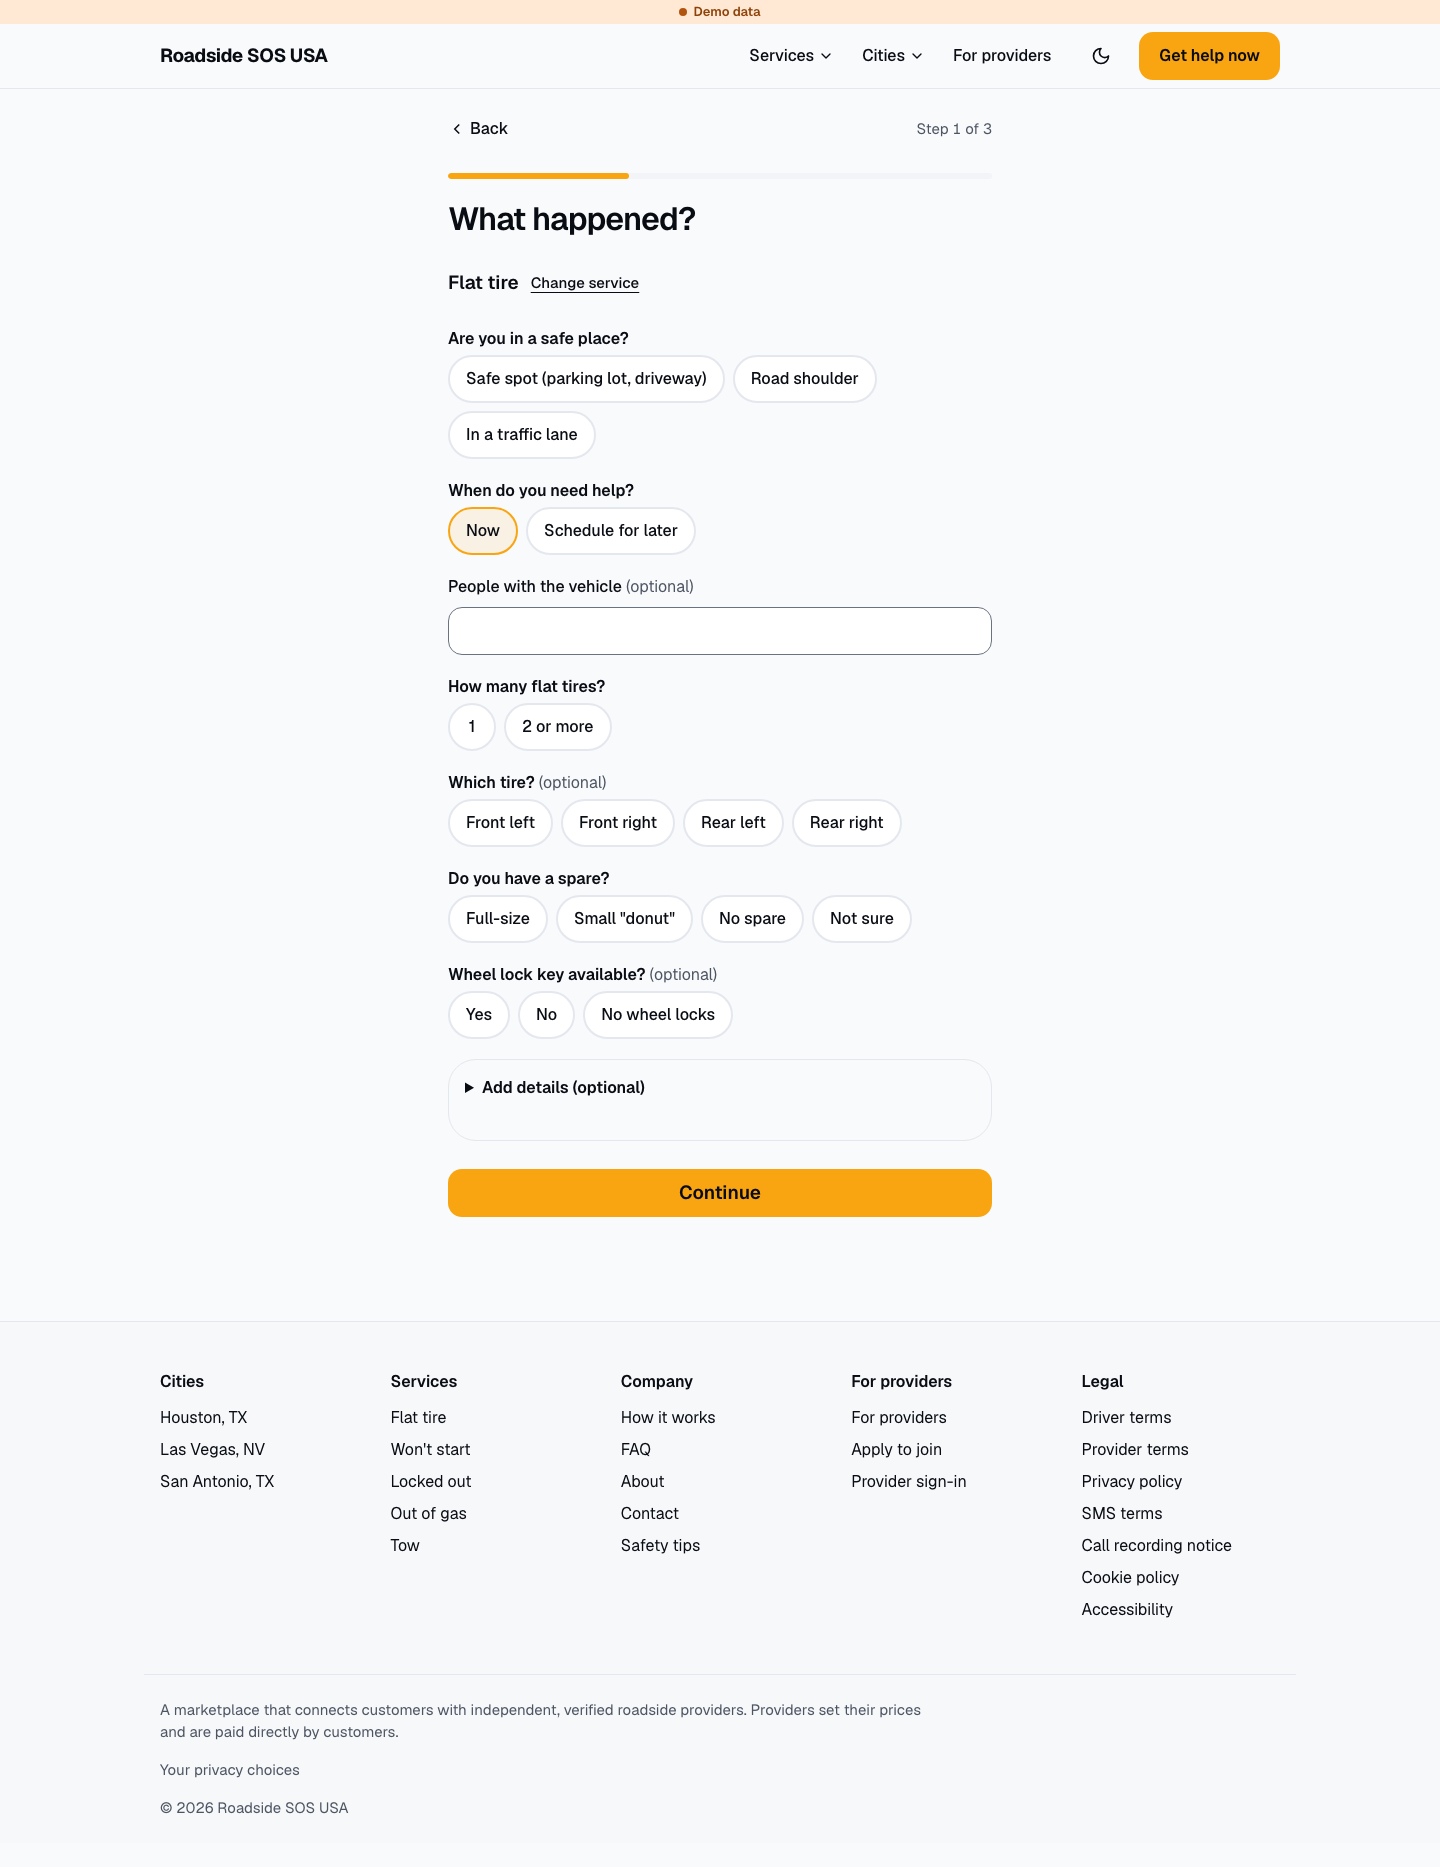 Demo data
Roadside SOS USA
Services
Cities
For providers
Get help now
Back
Step 1 of 3
What happened?
Flat tire
Change service
Are you in a safe place?
Safe spot (parking lot, driveway)
Road shoulder
In a traffic lane
When do you need help?
Now
Schedule for later
People with the vehicle (optional)
How many flat tires?
1
2 or more
Which tire? (optional)
Front left
Front right
Rear left
Rear right
Do you have a spare?
Full-size
Small "donut"
No spare
Not sure
Wheel lock key available? (optional)
Yes
No
No wheel locks
Add details (optional)
Continue
Cities
Houston, TX
Las Vegas, NV
San Antonio, TX
Services
Flat tire
Won't start
Locked out
Out of gas
Tow
Company
How it works
FAQ
About
Contact
Safety tips
For providers
For providers
Apply to join
Provider sign-in
Legal
Driver terms
Provider terms
Privacy policy
SMS terms
Call recording notice
Cookie policy
Accessibility
A marketplace that connects customers with independent, verified roadside providers. Providers set their prices
and are paid directly by customers.
Your privacy choices
© 2026 Roadside SOS USA